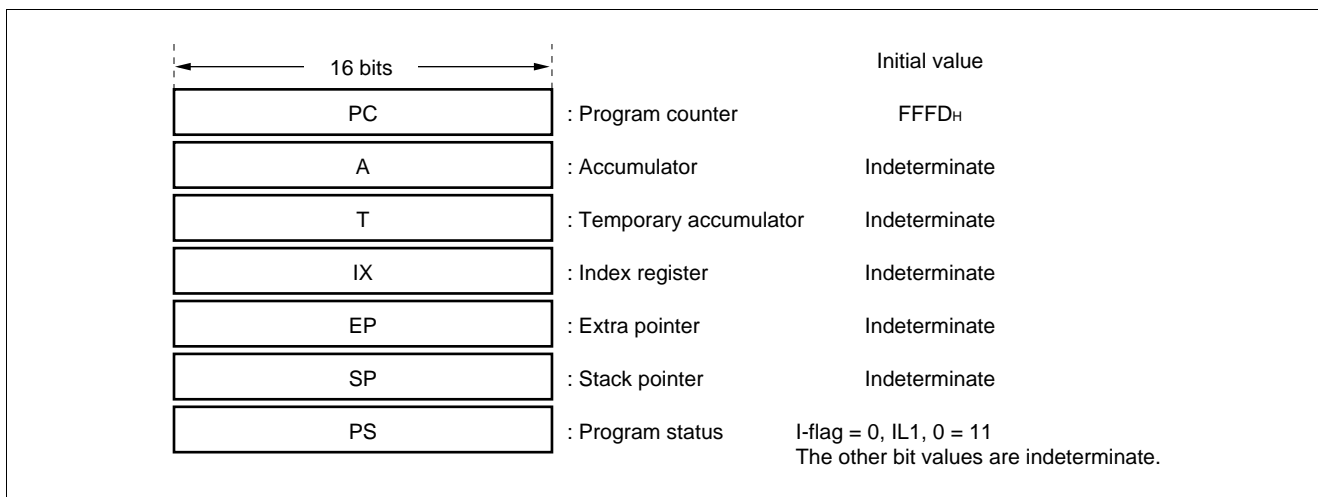 16 bits Initial value
PC : Program counter FFFDH
A : Accumulator Indeterminate
T : Temporary accumulator Indeterminate
IX : Index register Indeterminate
EP : Extra pointer Indeterminate
SP : Stack pointer Indeterminate
PS : Program status I-flag = 0, IL1, 0 = 11
The other bit values are indeterminate.